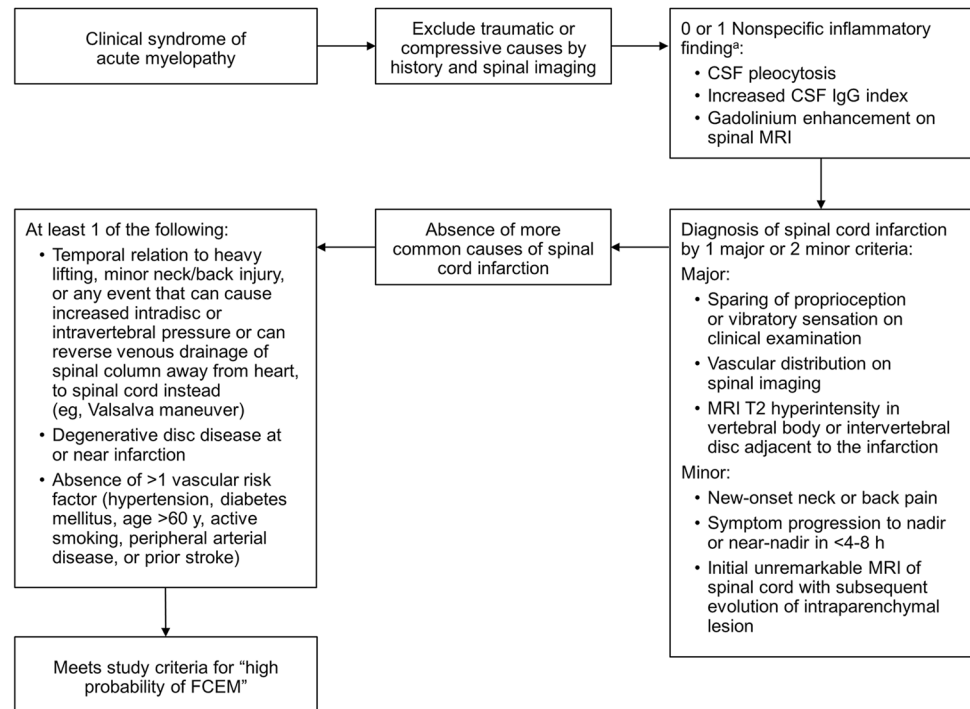 Clinical syndrome of
acute myelopathy
Exclude traumatic or
compressive causes by
history and spinal imaging
0 or 1 Nonspecific inflammatory
findingᵃ:
• CSF pleocytosis
• Increased CSF IgG index
• Gadolinium enhancement on
spinal MRI
Diagnosis of spinal cord infarction
by 1 major or 2 minor criteria:
Major:
• Sparing of proprioception
or vibratory sensation on
clinical examination
• Vascular distribution on
spinal imaging
• MRI T2 hyperintensity in
vertebral body or intervertebral
disc adjacent to the infarction
Minor:
• New-onset neck or back pain
• Symptom progression to nadir
or near-nadir in <4-8 h
• Initial unremarkable MRI of
spinal cord with subsequent
evolution of intraparenchymal
lesion
Absence of more
common causes of spinal
cord infarction
At least 1 of the following:
• Temporal relation to heavy
lifting, minor neck/back injury,
or any event that can cause
increased intradisc or
intravertebral pressure or can
reverse venous drainage of
spinal column away from heart,
to spinal cord instead
(eg, Valsalva maneuver)
• Degenerative disc disease at
or near infarction
• Absence of >1 vascular risk
factor (hypertension, diabetes
mellitus, age >60 y, active
smoking, peripheral arterial
disease, or prior stroke)
Meets study criteria for “high
probability of FCEM”